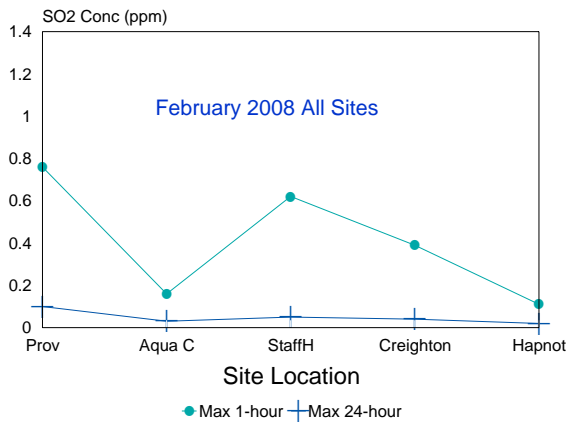 SO2 Conc (ppm)
1.4
1.2
1
0.8
0.6
0.4
0.2
0
February 2008 All Sites
Prov Aqua C StaffH Creighton Hapnot
Site Location
Max 1-hour Max 24-hour